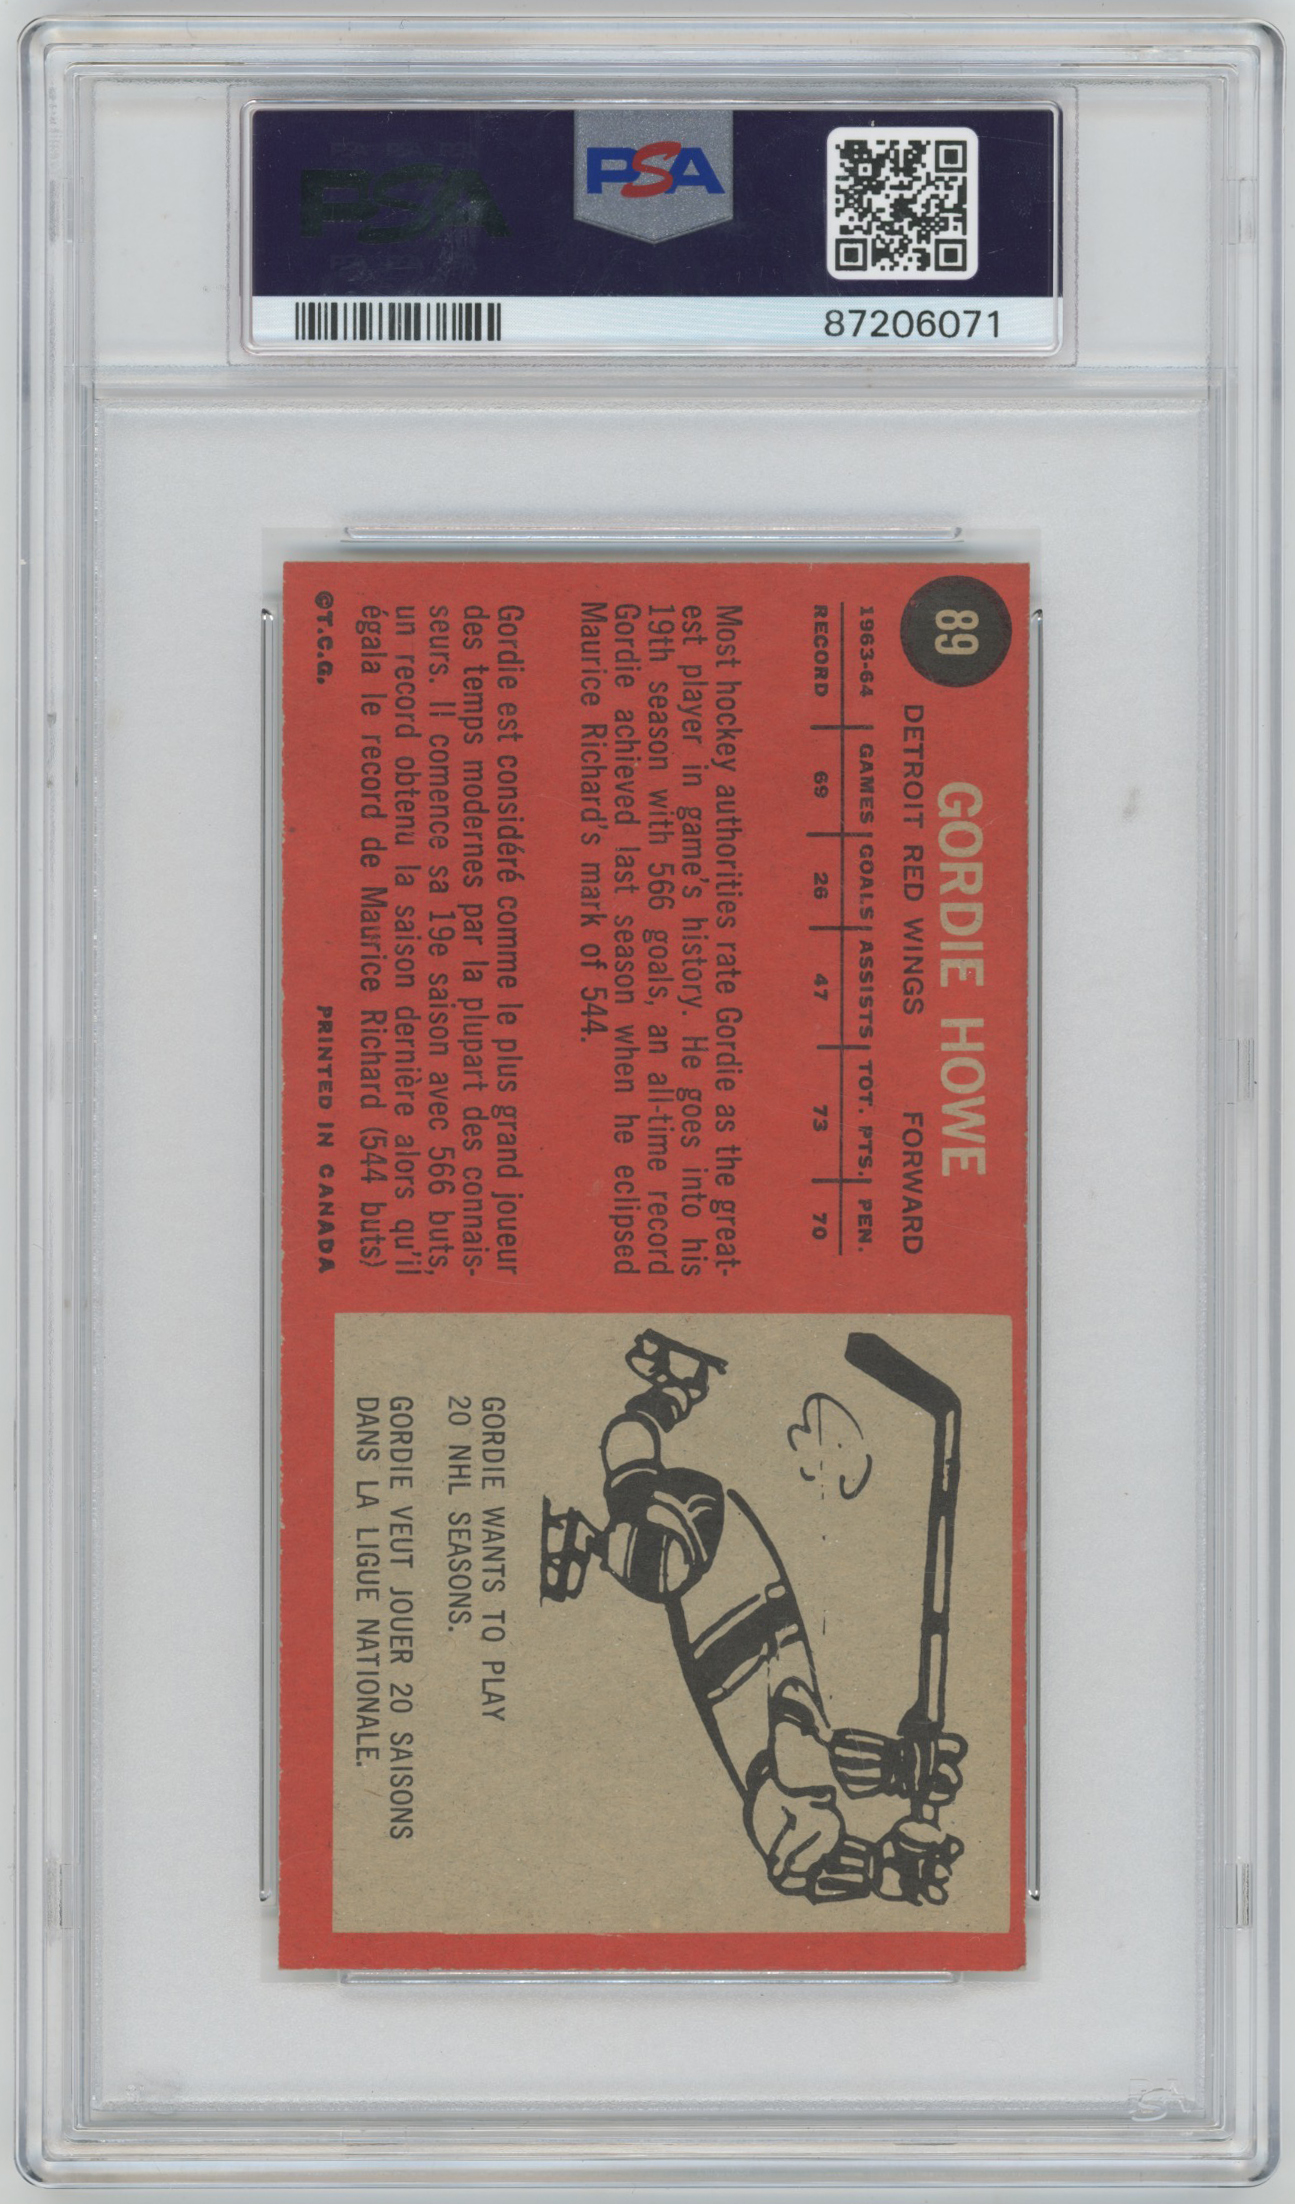 PSA
PSA
87206071
89
GORDIE HOWE
DETROIT RED WINGS FORWARD
1963-64 GAMES GOALS ASSISTS TOT. PTS. PEN.
RECORD 69 26 47 73 70
Most hockey authorities rate Gordie as the great-
est player in game's history. He goes into his
19th season with 566 goals, an all-time record
Gordie achieved last season when he eclipsed
Maurice Richard's mark of 544.
Gordie est considéré comme le plus grand joueur
des temps modernes par la plupart des connais-
seurs. Il comence sa 19e saison avec 566 buts,
un record obtenu la saison dernière alors qu'il
égala le record de Maurice Richard (544 buts)
©T.C.G. PRINTED IN CANADA
GORDIE WANTS TO PLAY
20 NHL SEASONS.
GORDIE VEUT JOUER 20 SAISONS
DANS LA LIGUE NATIONALE.
PSA